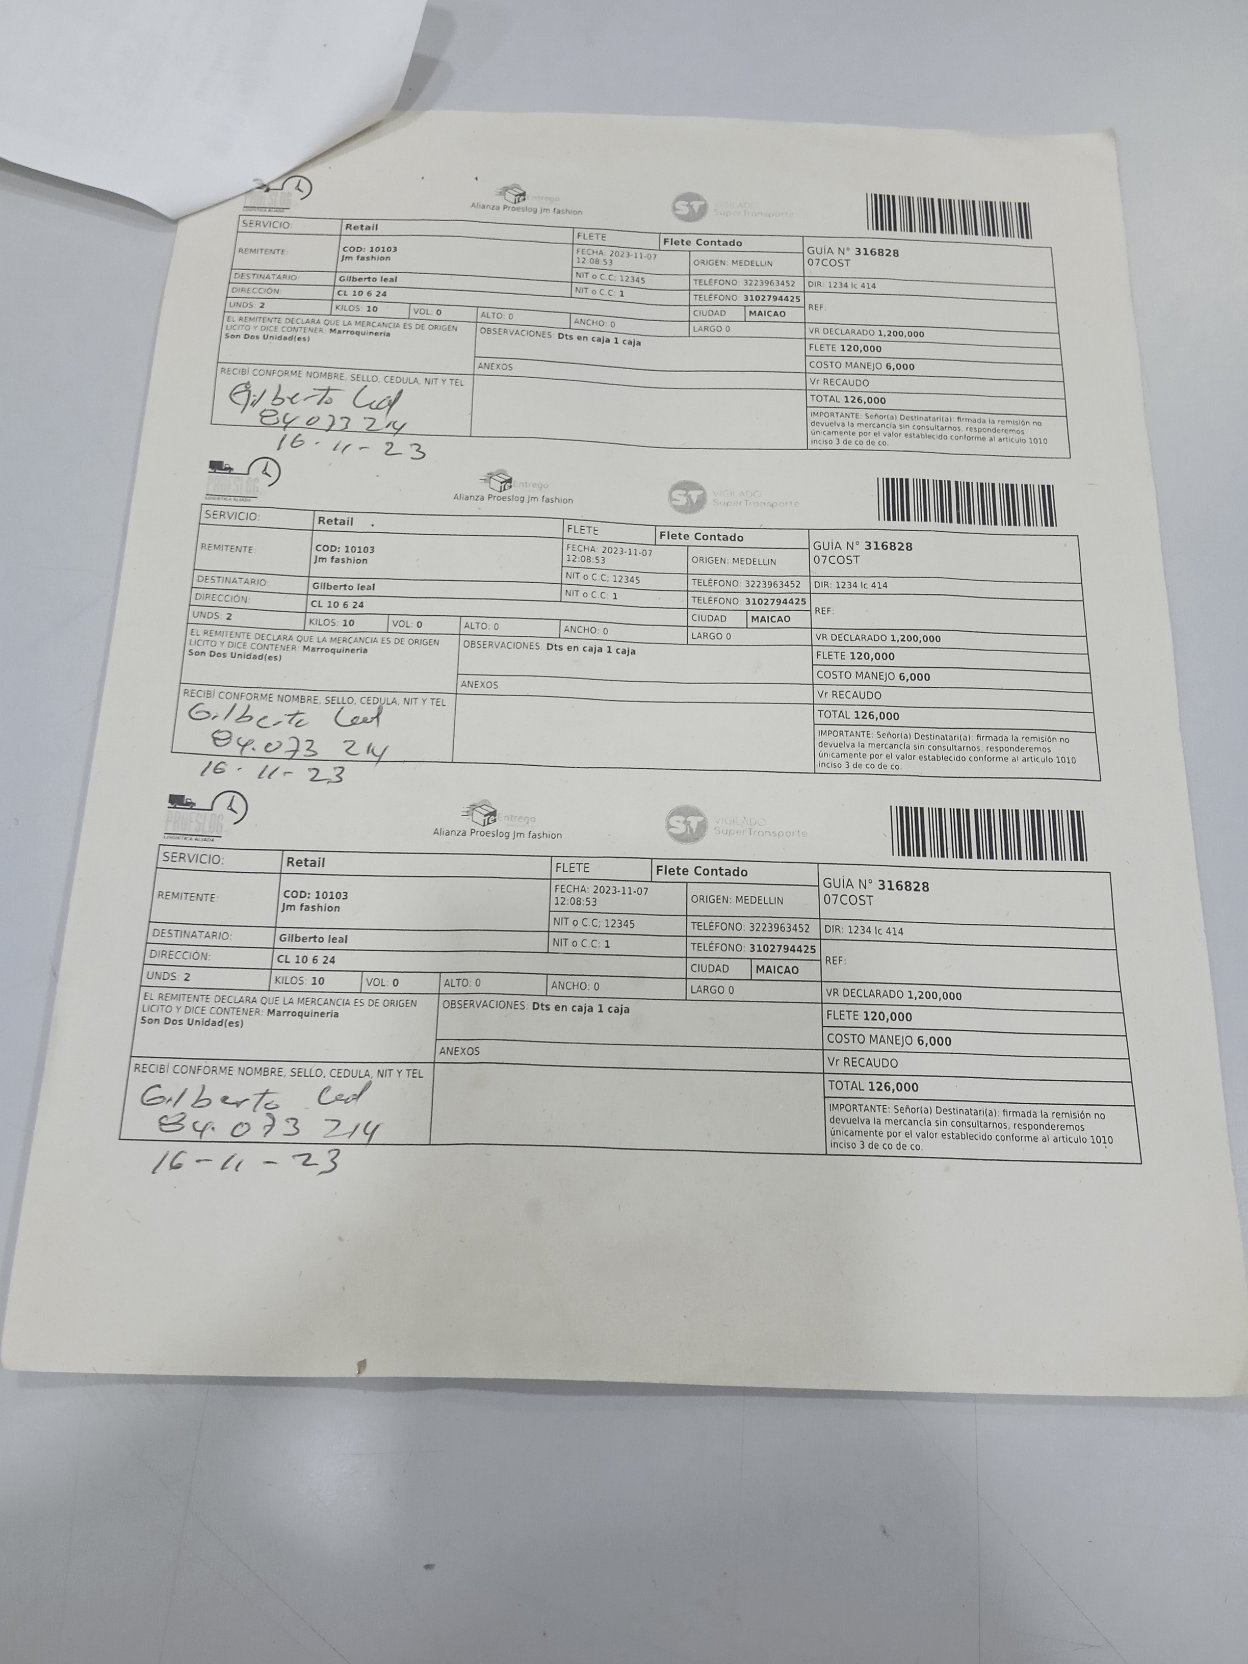 Entrego
Alianza Proeslog Jm fashion
ST VIGILADO
SuperTransporte
SERVICIO: Retail FLETE Flete Contado
GUÍA N° 316828
07COST
REMITENTE: COD: 10103
Jm fashion
FECHA: 2023-11-07
12:08:53
ORIGEN: MEDELLIN
NIT o C.C: 12345 TELÉFONO: 3223963452 DIR: 1234 lc 414
DESTINATARIO: Gilberto leal NIT o C.C: 1 TELÉFONO: 3102794425
DIRECCIÓN: CL 10 6 24 CIUDAD MAICAO REF:
UNDS: 2 KILOS: 10 VOL: 0 ALTO: 0 ANCHO: 0 LARGO 0 VR DECLARADO 1,200,000
EL REMITENTE DECLARA QUE LA MERCANCIA ES DE ORIGEN
LICITO Y DICE CONTENER: Marroquineria
Son Dos Unidad(es)
OBSERVACIONES: Dts en caja 1 caja
FLETE 120,000
ANEXOS
COSTO MANEJO 6,000
Vr RECAUDO
TOTAL 126,000
RECIBÍ CONFORME NOMBRE, SELLO, CEDULA, NIT Y TEL
Gilberto Leal
84.073 214
16-11-23
IMPORTANTE: Señor(a) Destinatari(a): firmada la remisión no
devuelva la mercancía sin consultarnos, responderemos
únicamente por el valor establecido conforme al articulo 1010
inciso 3 de co de co.
PROESLOG
LOGISTICA ALIADA
Entrego
Alianza Proeslog Jm fashion
ST VIGILADO
SuperTransporte
SERVICIO: Retail FLETE Flete Contado
GUÍA N° 316828
07COST
REMITENTE: COD: 10103
Jm fashion
FECHA: 2023-11-07
12:08:53
ORIGEN: MEDELLIN
NIT o C.C: 12345 TELÉFONO: 3223963452 DIR: 1234 lc 414
DESTINATARIO: Gilberto leal NIT o C.C: 1 TELÉFONO: 3102794425
DIRECCIÓN: CL 10 6 24 CIUDAD MAICAO REF:
UNDS: 2 KILOS: 10 VOL: 0 ALTO: 0 ANCHO: 0 LARGO 0 VR DECLARADO 1,200,000
EL REMITENTE DECLARA QUE LA MERCANCIA ES DE ORIGEN
LICITO Y DICE CONTENER: Marroquineria
Son Dos Unidad(es)
OBSERVACIONES: Dts en caja 1 caja
FLETE 120,000
ANEXOS
COSTO MANEJO 6,000
Vr RECAUDO
TOTAL 126,000
RECIBÍ CONFORME NOMBRE, SELLO, CEDULA, NIT Y TEL
Gilberto Leal
84.073 214
16-11-23
IMPORTANTE: Señor(a) Destinatari(a): firmada la remisión no
devuelva la mercancía sin consultarnos, responderemos
únicamente por el valor establecido conforme al articulo 1010
inciso 3 de co de co.
PROESLOG
LOGISTICA ALIADA
Entrego
Alianza Proeslog Jm fashion
ST VIGILADO
SuperTransporte
SERVICIO: Retail FLETE Flete Contado
GUÍA N° 316828
07COST
REMITENTE: COD: 10103
Jm fashion
FECHA: 2023-11-07
12:08:53
ORIGEN: MEDELLIN
NIT o C.C: 12345 TELÉFONO: 3223963452 DIR: 1234 lc 414
DESTINATARIO: Gilberto leal NIT o C.C: 1 TELÉFONO: 3102794425
DIRECCIÓN: CL 10 6 24 CIUDAD MAICAO REF:
UNDS: 2 KILOS: 10 VOL: 0 ALTO: 0 ANCHO: 0 LARGO 0 VR DECLARADO 1,200,000
EL REMITENTE DECLARA QUE LA MERCANCIA ES DE ORIGEN
LICITO Y DICE CONTENER: Marroquineria
Son Dos Unidad(es)
OBSERVACIONES: Dts en caja 1 caja
FLETE 120,000
ANEXOS
COSTO MANEJO 6,000
Vr RECAUDO
TOTAL 126,000
RECIBÍ CONFORME NOMBRE, SELLO, CEDULA, NIT Y TEL
Gilberto Leal
84.073 214
16-11-23
IMPORTANTE: Señor(a) Destinatari(a): firmada la remisión no
devuelva la mercancía sin consultarnos, responderemos
únicamente por el valor establecido conforme al articulo 1010
inciso 3 de co de co.